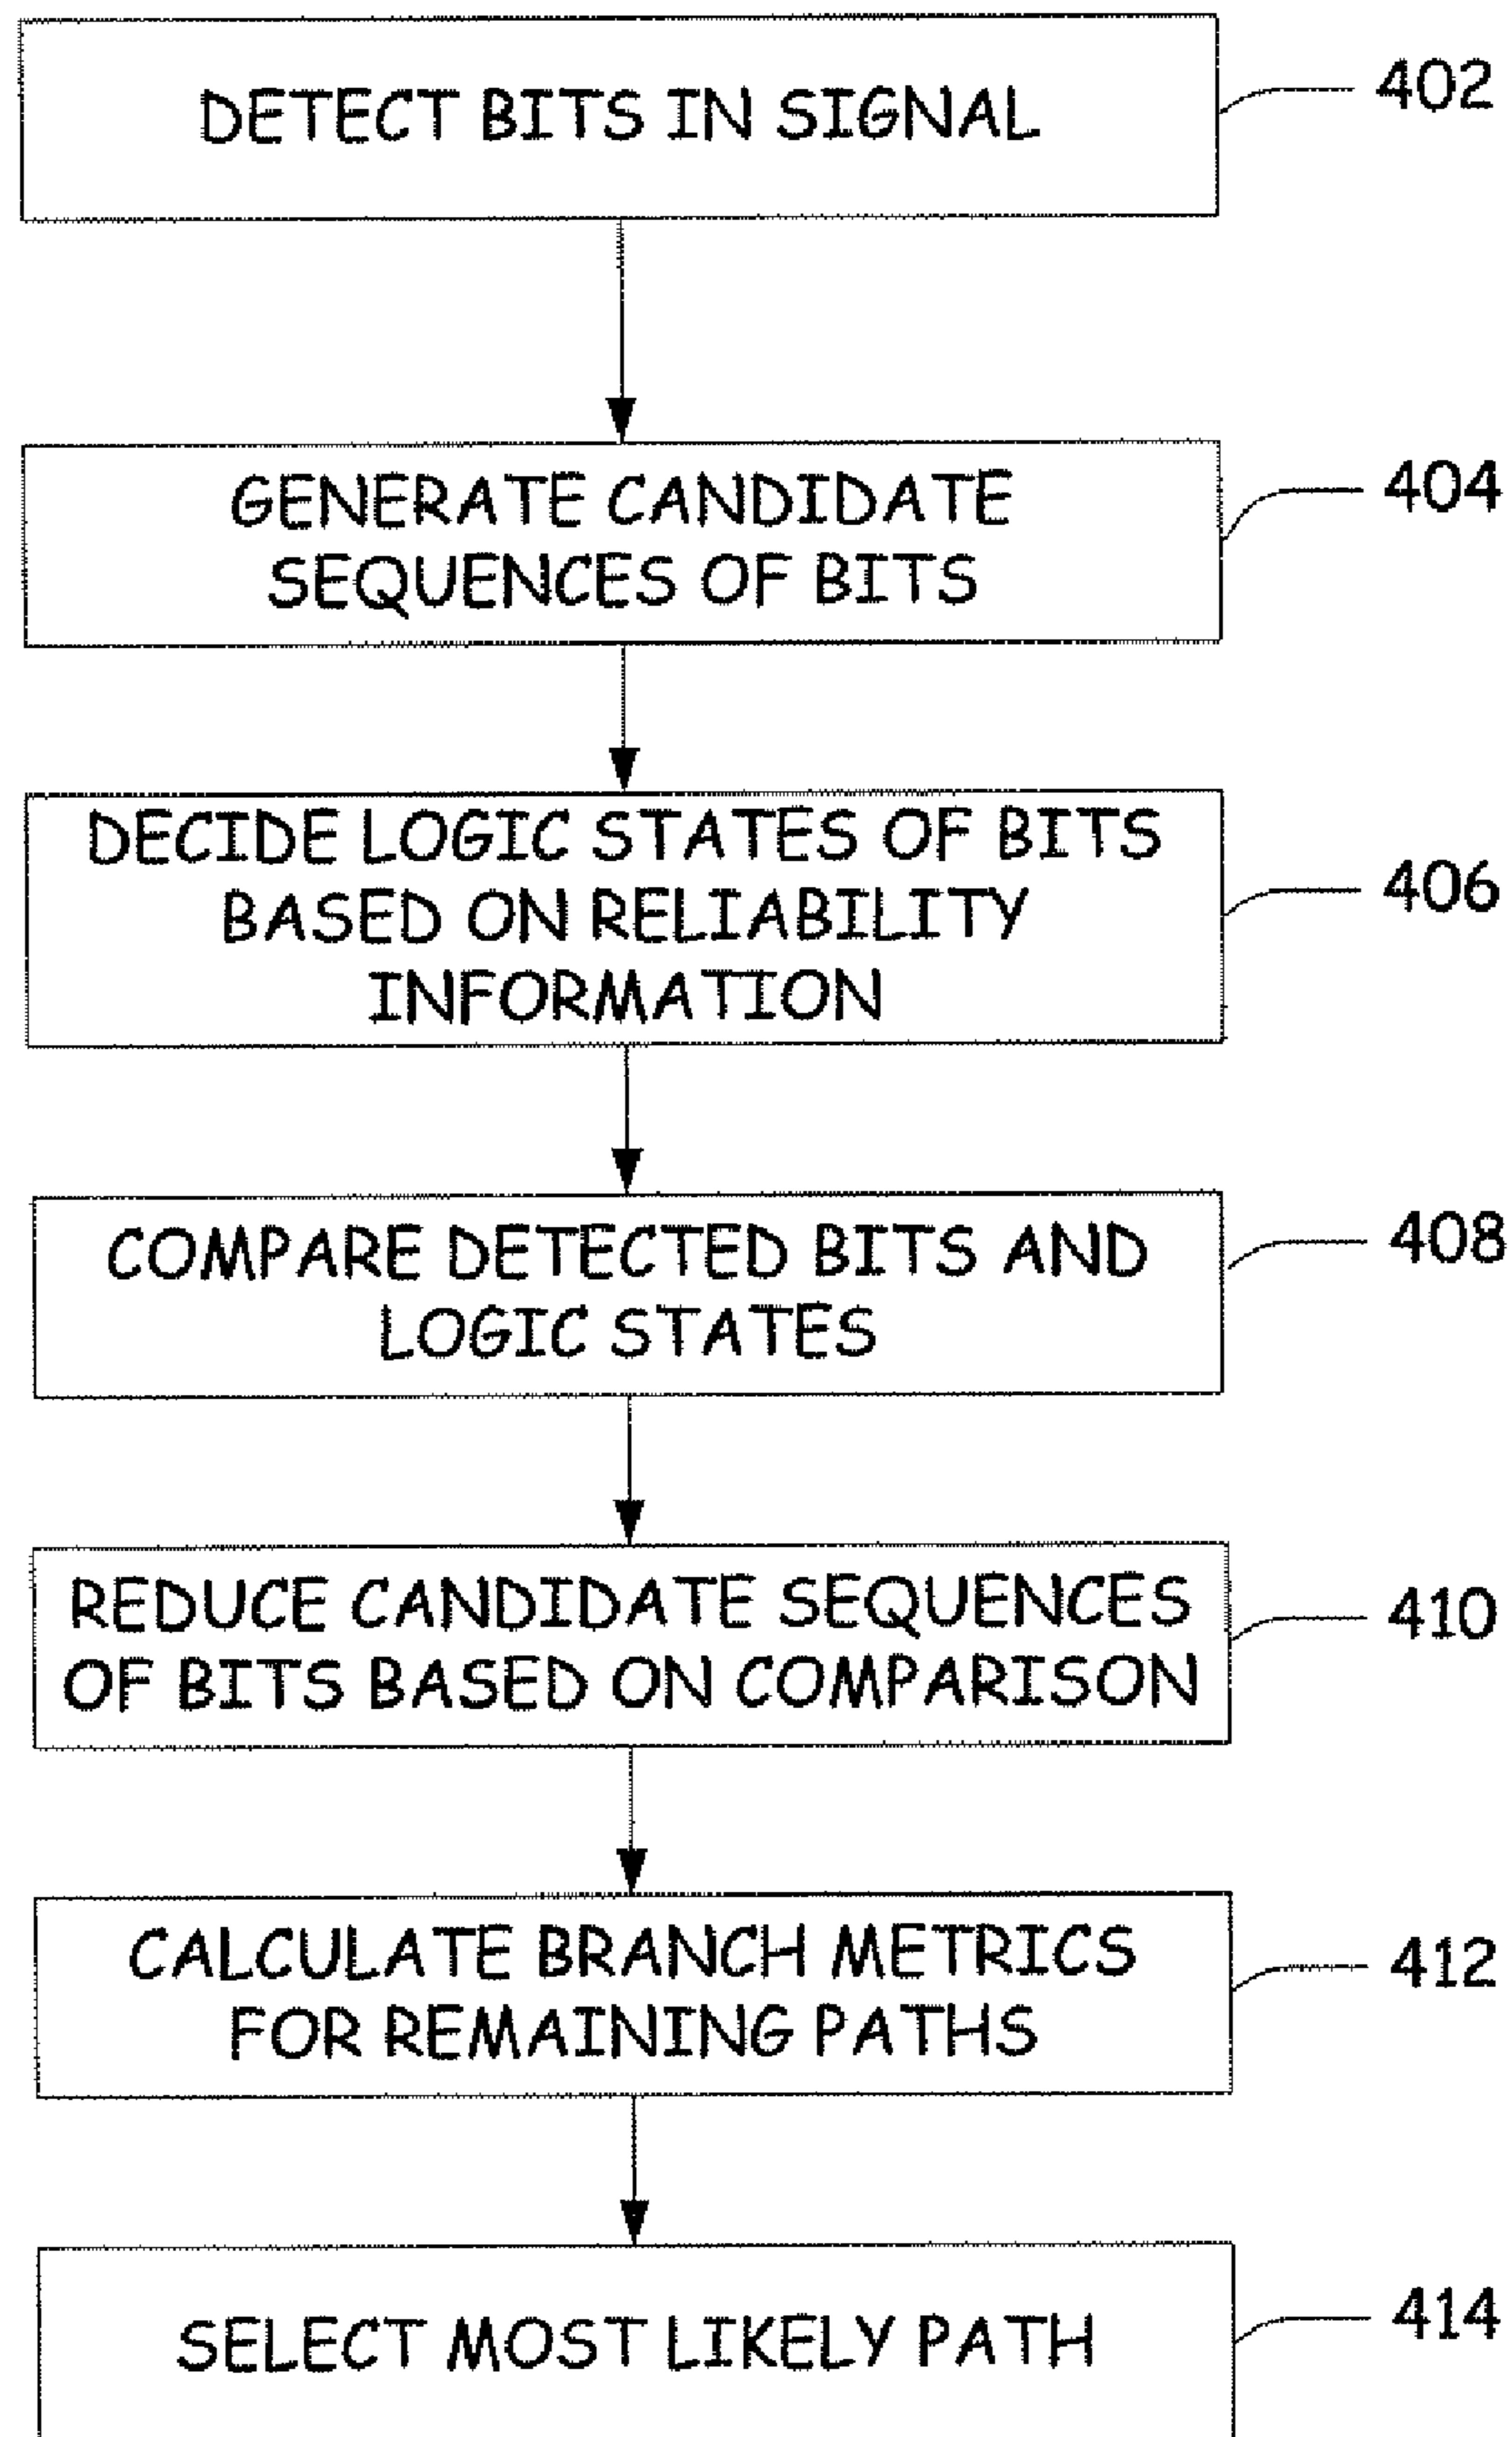 DETECT BITS IN SIGNAL
402
GENERATE CANDIDATE
SEQUENCES OF BITS
404
DECIDE LOGIC STATES OF BITS
BASED ON RELIABILITY
INFORMATION
406
COMPARE DETECTED BITS AND
LOGIC STATES
408
REDUCE CANDIDATE SEQUENCES
OF BITS BASED ON COMPARISON
410
CALCULATE BRANCH METRICS
FOR REMAINING PATHS
412
SELECT MOST LIKELY PATH
414